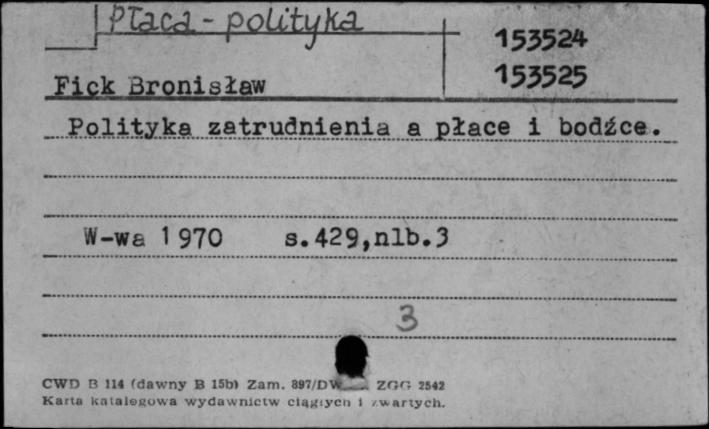 Płaca - polityka
153524
153525
Fick Bronisław
Polityka zatrudnienia a płace i bodźce.
W-wa 1970 s.429,nlb.3
3
CWD B 114 (dawny B 15b) Zam. 897/DW ZGG 2542
Karta katalogowa wydawnictw ciągłych i zwartych.